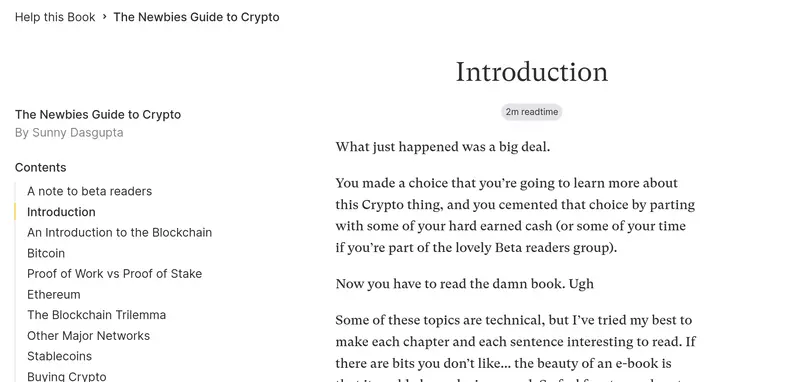 Help this Book › The Newbies Guide to Crypto
The Newbies Guide to Crypto
By Sunny Dasgupta
Contents
A note to beta readers
Introduction
An Introduction to the Blockchain
Bitcoin
Proof of Work vs Proof of Stake
Ethereum
The Blockchain Trilemma
Other Major Networks
Stablecoins
Buying Crypto
Introduction
2m readtime
What just happened was a big deal.
You made a choice that you’re going to learn more about
this Crypto thing, and you cemented that choice by parting
with some of your hard earned cash (or some of your time
if you’re part of the lovely Beta readers group).
Now you have to read the damn book. Ugh
Some of these topics are technical, but I’ve tried my best to
make each chapter and each sentence interesting to read. If
there are bits you don’t like... the beauty of an e-book is